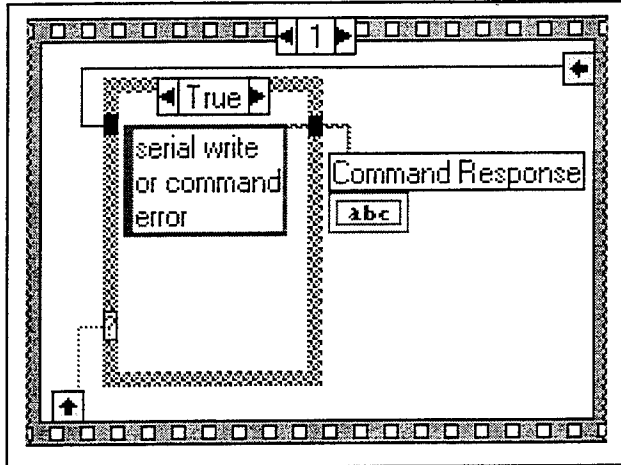 1
True
serial write
or command
error
Command Response
abc
?